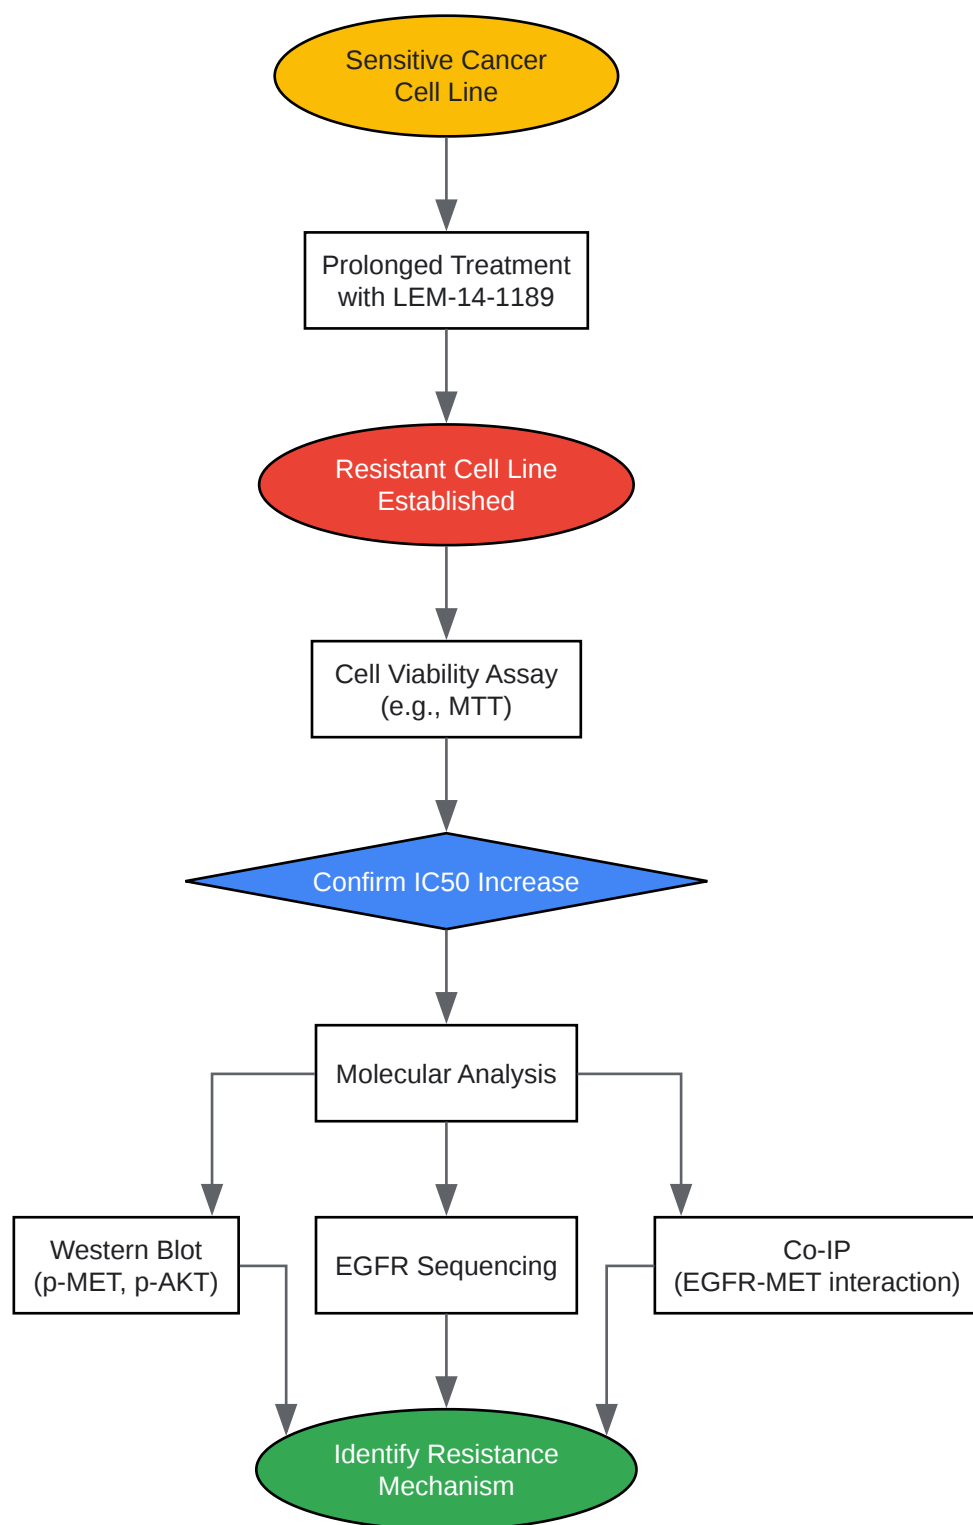 Sensitive Cancer
Cell Line
Prolonged Treatment
with LEM-14-1189
Resistant Cell Line
Established
Cell Viability Assay
(e.g., MTT)
Confirm IC50 Increase
Molecular Analysis
Western Blot
(p-MET, p-AKT)
EGFR Sequencing
Co-IP
(EGFR-MET interaction)
Identify Resistance
Mechanism